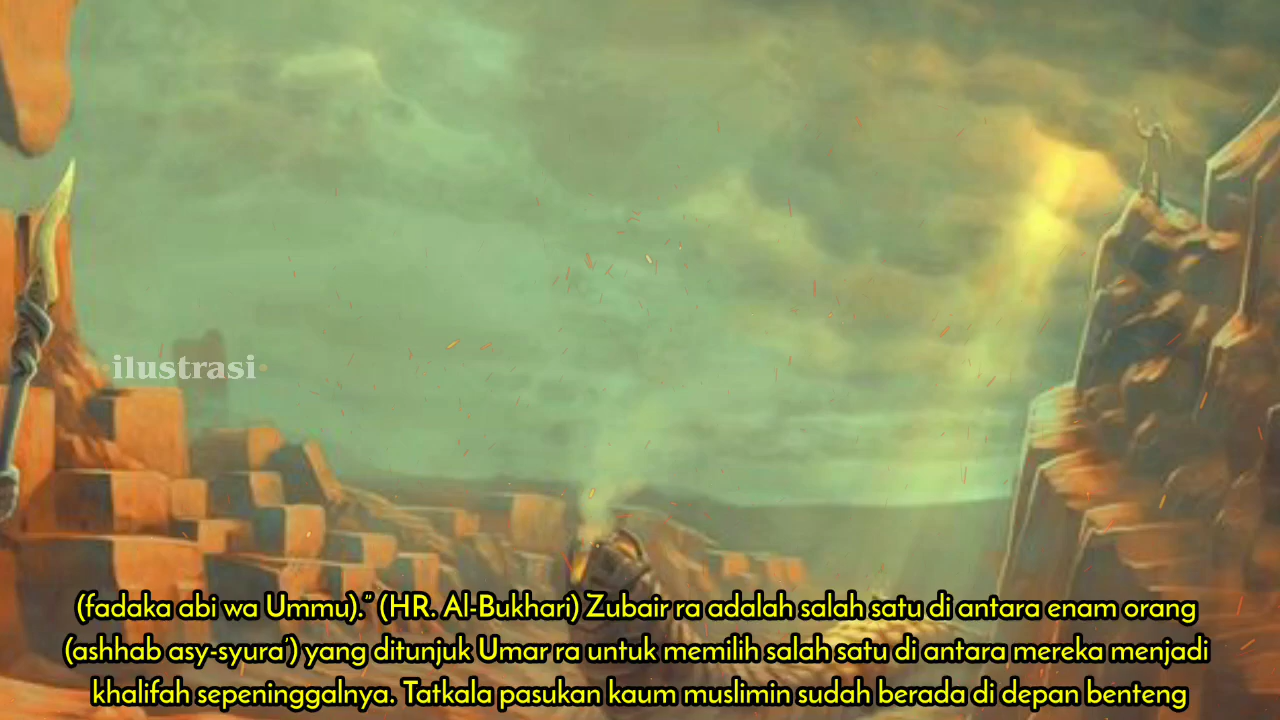 ·ilustrasi·
(fadaka abi wa Ummu).” (HR. Al-Bukhari) Zubair ra adalah salah satu di antara enam orang
(ashhab asy-syura’) yang ditunjuk Umar ra untuk memilih salah satu di antara mereka menjadi
khalifah sepeninggalnya. Tatkala pasukan kaum muslimin sudah berada di depan benteng